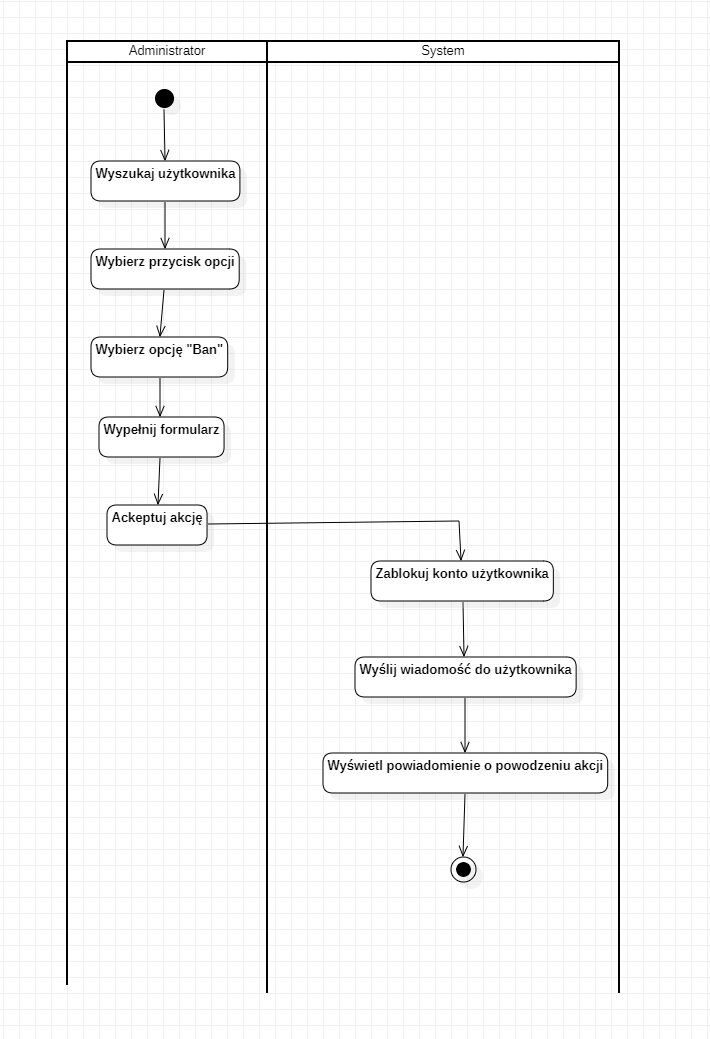 Administrator
System
Wyszukaj użytkownika
Wybierz przycisk opcji
Wybierz opcję "Ban"
Wypełnij formularz
Ackeptuj akcję
Zablokuj konto użytkownika
Wyślij wiadomość do użytkownika
Wyświetl powiadomienie o powodzeniu akcji